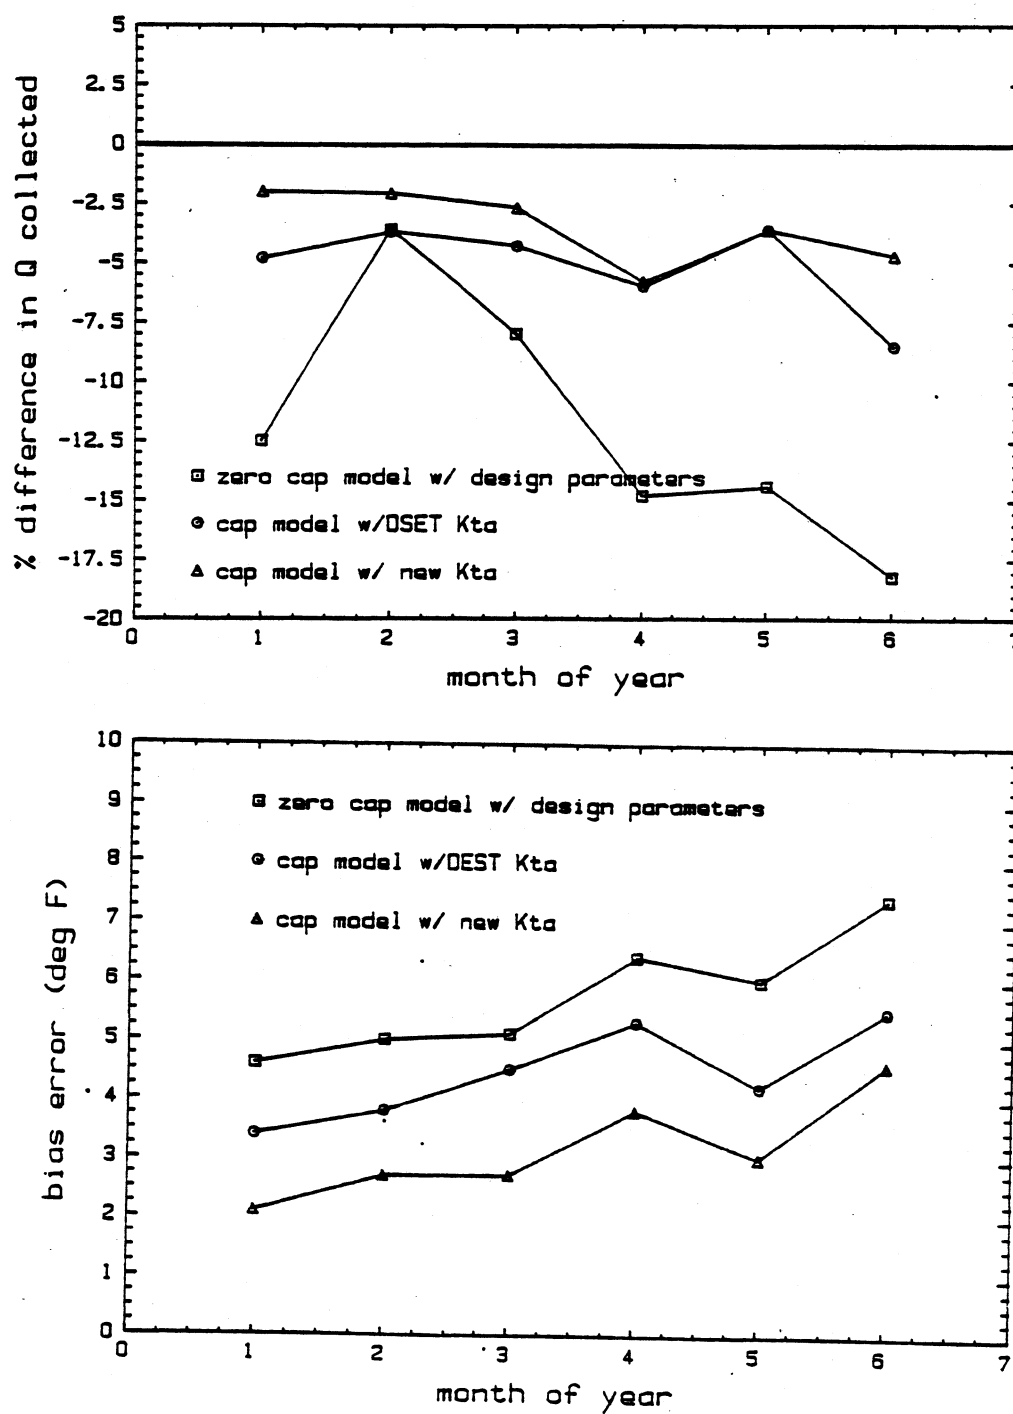 % difference in Q collected
5
2.5
0
-2.5
-5
-7.5
-10
-12.5
-15
-17.5
-20
zero cap model w/ design parameters
cap model w/DSET Kta
cap model w/ new Kta
0 1 2 3 4 5 6
month of year
bias error (deg F)
10
9
8
7
6
5
4
3
2
1
0
zero cap model w/ design parameters
cap model w/DEST Kta
cap model w/ new Kta
0 1 2 3 4 5 6 7
month of year